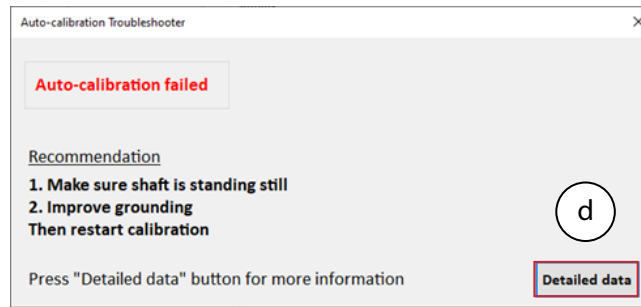 Auto-calibration Troubleshooter
Auto-calibration failed
Recommendation
1. Make sure shaft is standing still
2. Improve grounding
Then restart calibration
d
Press "Detailed data" button for more information
Detailed data